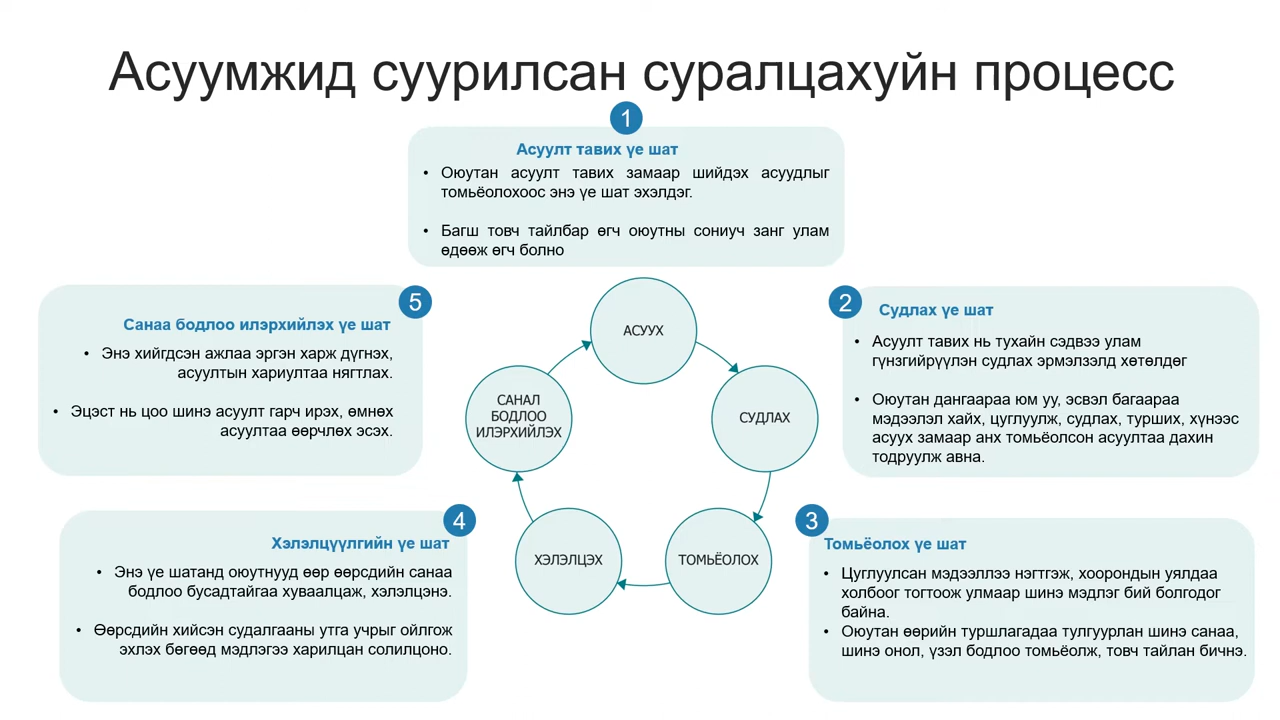 Асуумжид суурилсан суралцахуйн процесс
1
Асуулт тавих үе шат
• Оюутан асуулт тавих замаар шийдэх асуудлыг
томьёолохоос энэ үе шат эхэлдэг.
• Багш товч тайлбар өгч оюутны сониуч занг улам
өдөөж өгч болно
2
Судлах үе шат
• Асуулт тавих нь тухайн сэдвээ улам
гүнзгийрүүлэн судлах эрмэлзэлд хөтөлдөг
• Оюутан дангаараа юм уу, эсвэл багаараа
мэдээлэл хайх, цуглуулж, судлах, турших, хүнээс
асуух замаар анх томьёолсон асуултаа дахин
тодруулж авна.
3
Томьёолох үе шат
• Цуглуулсан мэдээллээ нэгтгэж, хоорондын уялдаа
холбоог тогтоож улмаар шинэ мэдлэг бий болгодог
байна.
• Оюутан өөрийн туршлагадаа тулгуурлан шинэ санаа,
шинэ онол, үзэл бодлоо томьёолж, товч тайлан бичнэ.
4
Хэлэлцүүлгийн үе шат
• Энэ үе шатанд оюутнууд өөр өөрсдийн санаа
бодлоо бусадтайгаа хуваалцаж, хэлэлцэнэ.
• Өөрсдийн хийсэн судалгааны утга учрыг ойлгож
эхлэх бөгөөд мэдлэгээ харилцан солилцоно.
5
Санаа бодлоо илэрхийлэх үе шат
• Энэ хийгдсэн ажлаа эргэн харж дүгнэх,
асуултын хариултаа нягтлах.
• Эцэст нь цоо шинэ асуулт гарч ирэх, өмнөх
асуултаа өөрчлөх эсэх.
АСУУХ
СУДЛАХ
ТОМЬЁОЛОХ
ХЭЛЭЛЦЭХ
САНАЛ
БОДЛОО
ИЛЭРХИЙЛЭХ